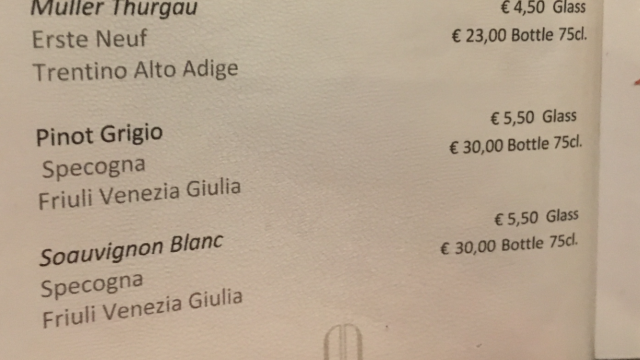 Muller Thurgau € 4,50 Glass
Erste Neuf € 23,00 Bottle 75cl.
Trentino Alto Adige
Pinot Grigio € 5,50 Glass
Specogna € 30,00 Bottle 75cl.
Friuli Venezia Giulia
Soauvignon Blanc € 5,50 Glass
Specogna € 30,00 Bottle 75cl.
Friuli Venezia Giulia